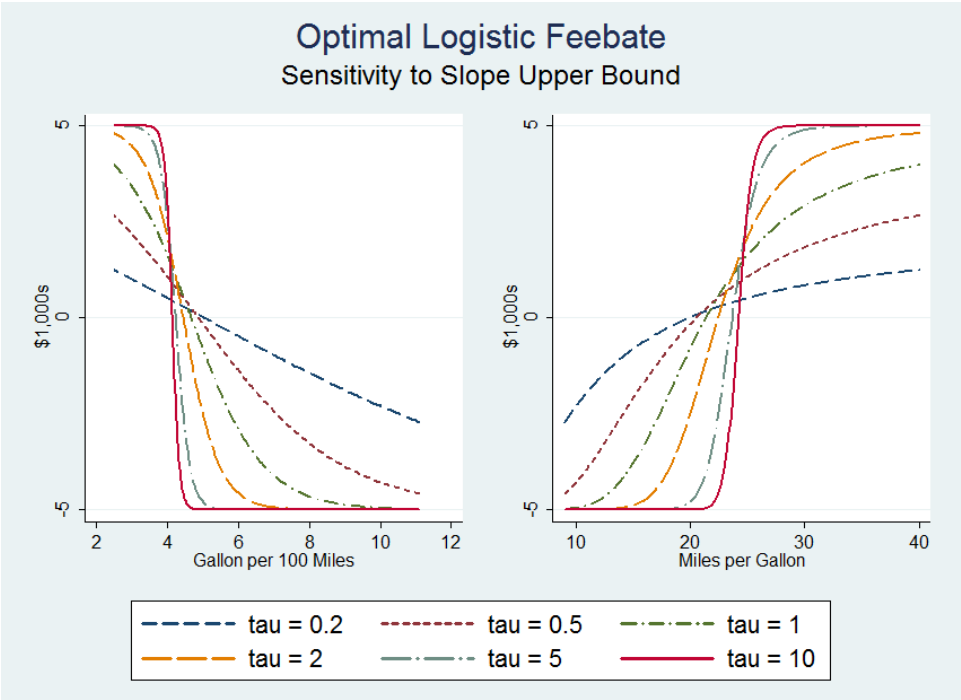 Optimal Logistic Feebate
Sensitivity to Slope Upper Bound
5
0
-5
$1,000s
2 4 6 8 10 12
Gallon per 100 Miles
5
0
-5
$1,000s
10 20 30 40
Miles per Gallon
tau = 0.2 tau = 0.5 tau = 1
tau = 2 tau = 5 tau = 10